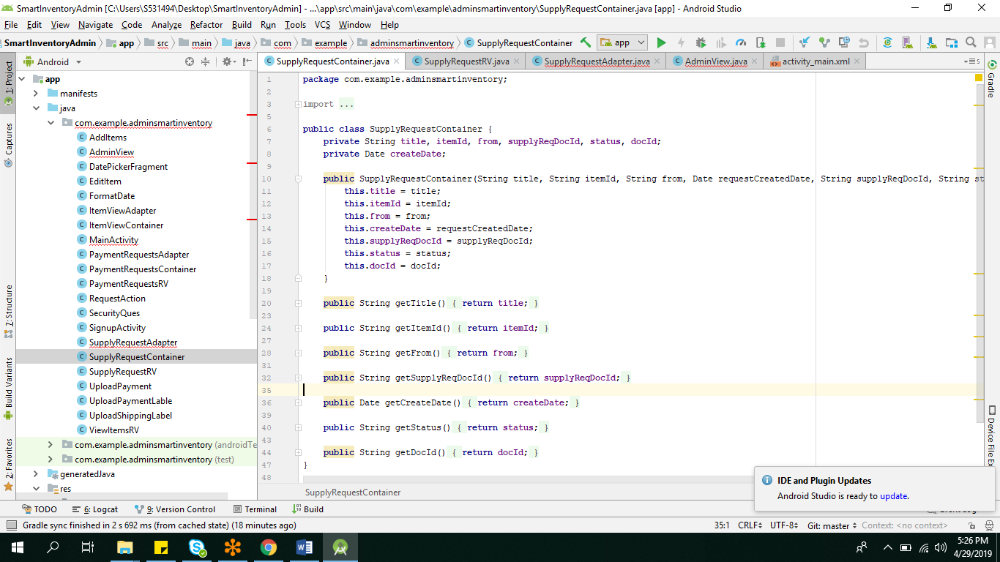 SmartInventoryAdmin [C:\Users\S531494\Desktop\SmartInventoryAdmin] - ...\app\src\main\java\com\example\adminsmartinventory\SupplyRequestContainer.java [app] - Android Studio
File Edit View Navigate Code Analyze Refactor Build Run Tools VCS Window Help
SmartInventoryAdmin app src main java com example adminsmartinventory SupplyRequestContainer app
Android
SupplyRequestContainer.java SupplyRequestRV.java SupplyRequestAdapter.java AdminView.java activity_main.xml 5
1: Project
Captures
7: Structure
Build Variants
2: Favorites
app
manifests
java
com.example.adminsmartinventory
AddItems
AdminView
DatePickerFragment
EditItem
FormatDate
ItemViewAdapter
ItemViewContainer
MainActivity
PaymentRequestsAdapter
PaymentRequestsContainer
PaymentRequestsRV
RequestAction
SecurityQues
SignupActivity
SupplyRequestAdapter
SupplyRequestContainer
SupplyRequestRV
UploadPayment
UploadPaymentLable
UploadShippingLabel
ViewItemsRV
com.example.adminsmartinventory (androidTe
com.example.adminsmartinventory (test)
generatedJava
res
1 package com.example.adminsmartinventory;
2
3 import ...
5
6 public class SupplyRequestContainer {
7 private String title, itemId, from, supplyReqDocId, status, docId;
8 private Date createDate;
9
10 public SupplyRequestContainer(String title, String itemId, String from, Date requestCreatedDate, String supplyReqDocId, String st
11 this.title = title;
12 this.itemId = itemId;
13 this.from = from;
14 this.createDate = requestCreatedDate;
15 this.supplyReqDocId = supplyReqDocId;
16 this.status = status;
17 this.docId = docId;
18 }
19
20 public String getTitle() { return title; }
23
24 public String getItemId() { return itemId; }
27
28 public String getFrom() { return from; }
31
32 public String getSupplyReqDocId() { return supplyReqDocId; }
35
36 public Date getCreateDate() { return createDate; }
39
40 public String getStatus() { return status; }
43
44 public String getDocId() { return docId; }
47 }
48
SupplyRequestContainer
Gradle
Device File Ex
IDE and Plugin Updates
Android Studio is ready to update.
TODO 6: Logcat 9: Version Control Terminal Build
Gradle sync finished in 2 s 692 ms (from cached state) (18 minutes ago) 35:1 CRLF UTF-8 Git: master Context: <no context>
5:26 PM
4/29/2019